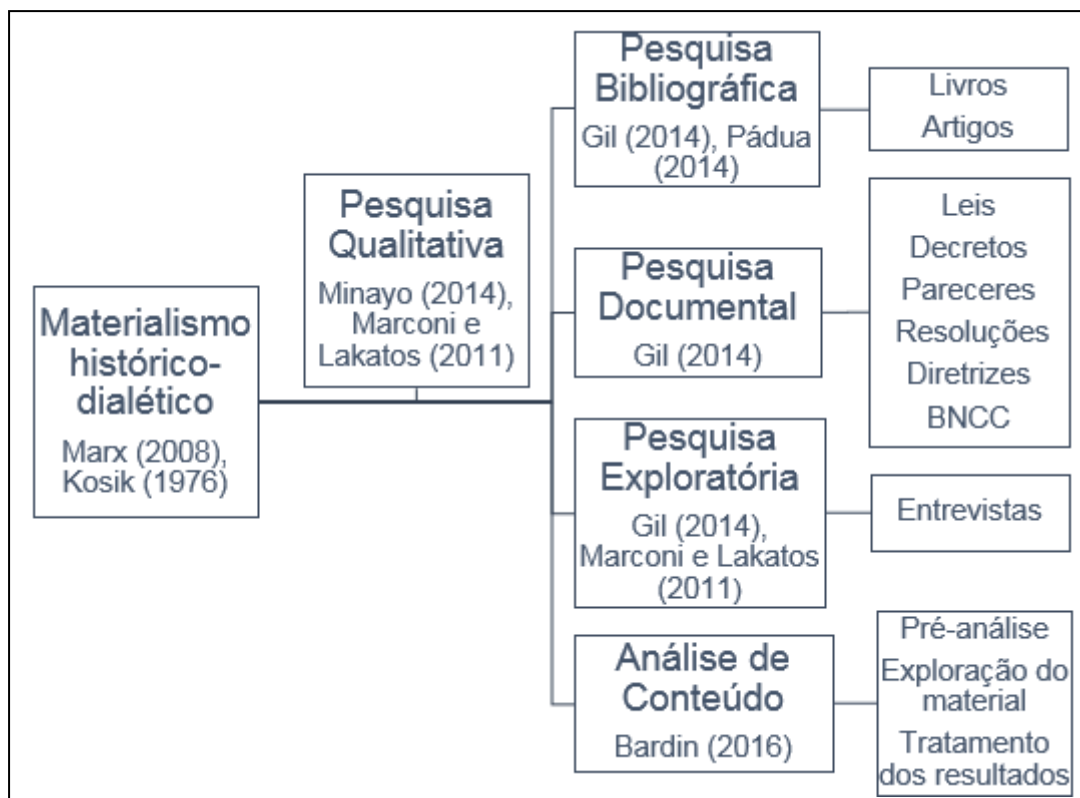 Materialismo
histórico-
dialético
Marx (2008),
Kosik (1976)
Pesquisa
Qualitativa
Minayo (2014),
Marconi e
Lakatos (2011)
Pesquisa
Bibliográfica
Gil (2014), Pádua
(2014)
Livros
Artigos
Pesquisa
Documental
Gil (2014)
Leis
Decretos
Pareceres
Resoluções
Diretrizes
BNCC
Pesquisa
Exploratória
Gil (2014),
Marconi e Lakatos
(2011)
Entrevistas
Análise de
Conteúdo
Bardin (2016)
Pré-análise
Exploração do
material
Tratamento
dos resultados